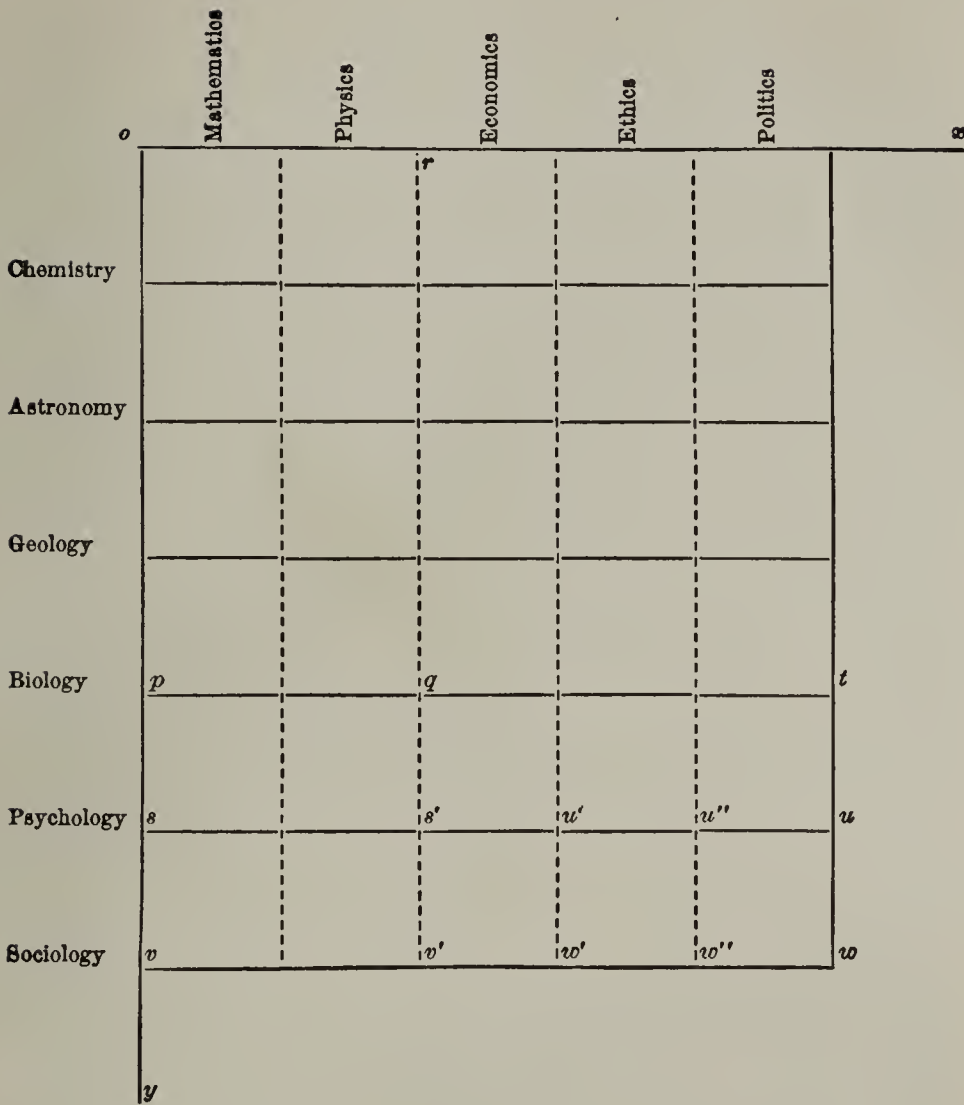 Mathematics
Physics
Economics
Ethics
Politics
o
r
Chemistry
Astronomy
Geology
Biology p q t
Psychology s s' u' u'' u
Sociology v v' w' w'' w
y